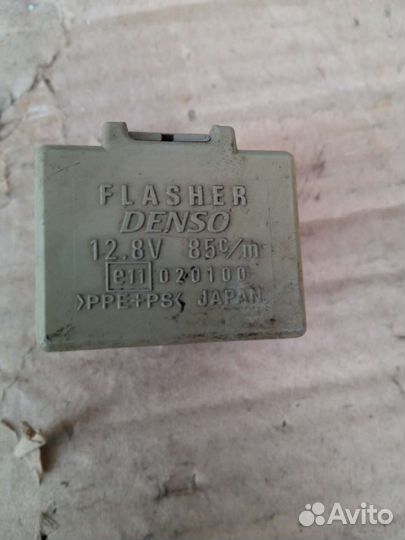 FLASHER
DENSO
12.8V 85c/m
e11 020100
>PPE+PS< JAPAN
Avito